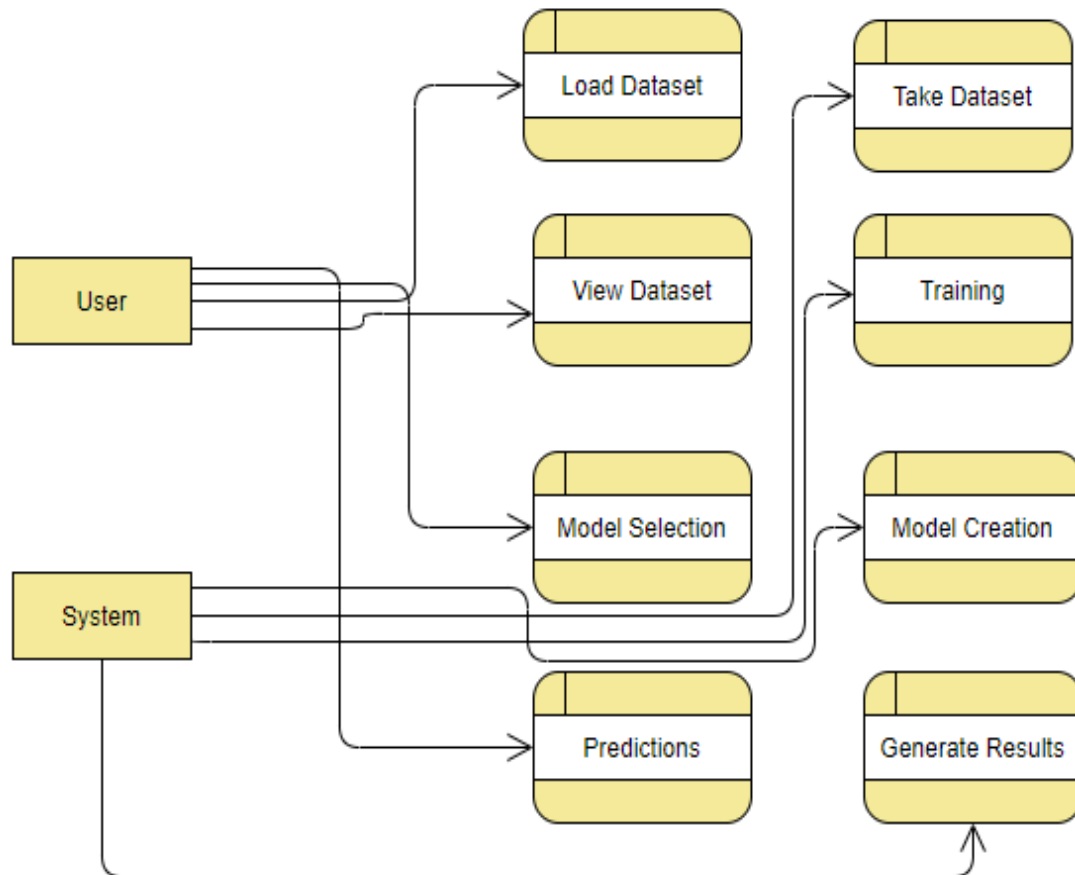 Load Dataset
Take Dataset
User
View Dataset
Training
Model Selection
Model Creation
System
Predictions
Generate Results